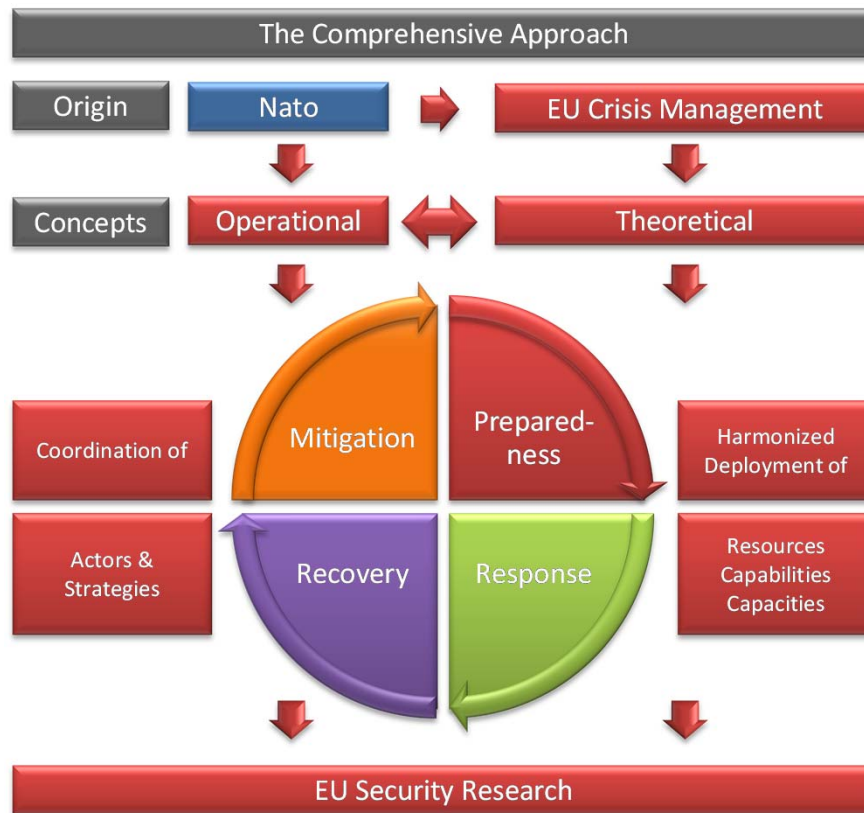 The Comprehensive Approach
Origin
Nato
EU Crisis Management
Concepts
Operational
Theoretical
Mitigation
Prepared-
ness
Coordination of
Harmonized
Deployment of
Actors &
Strategies
Recovery
Response
Resources
Capabilities
Capacities
EU Security Research